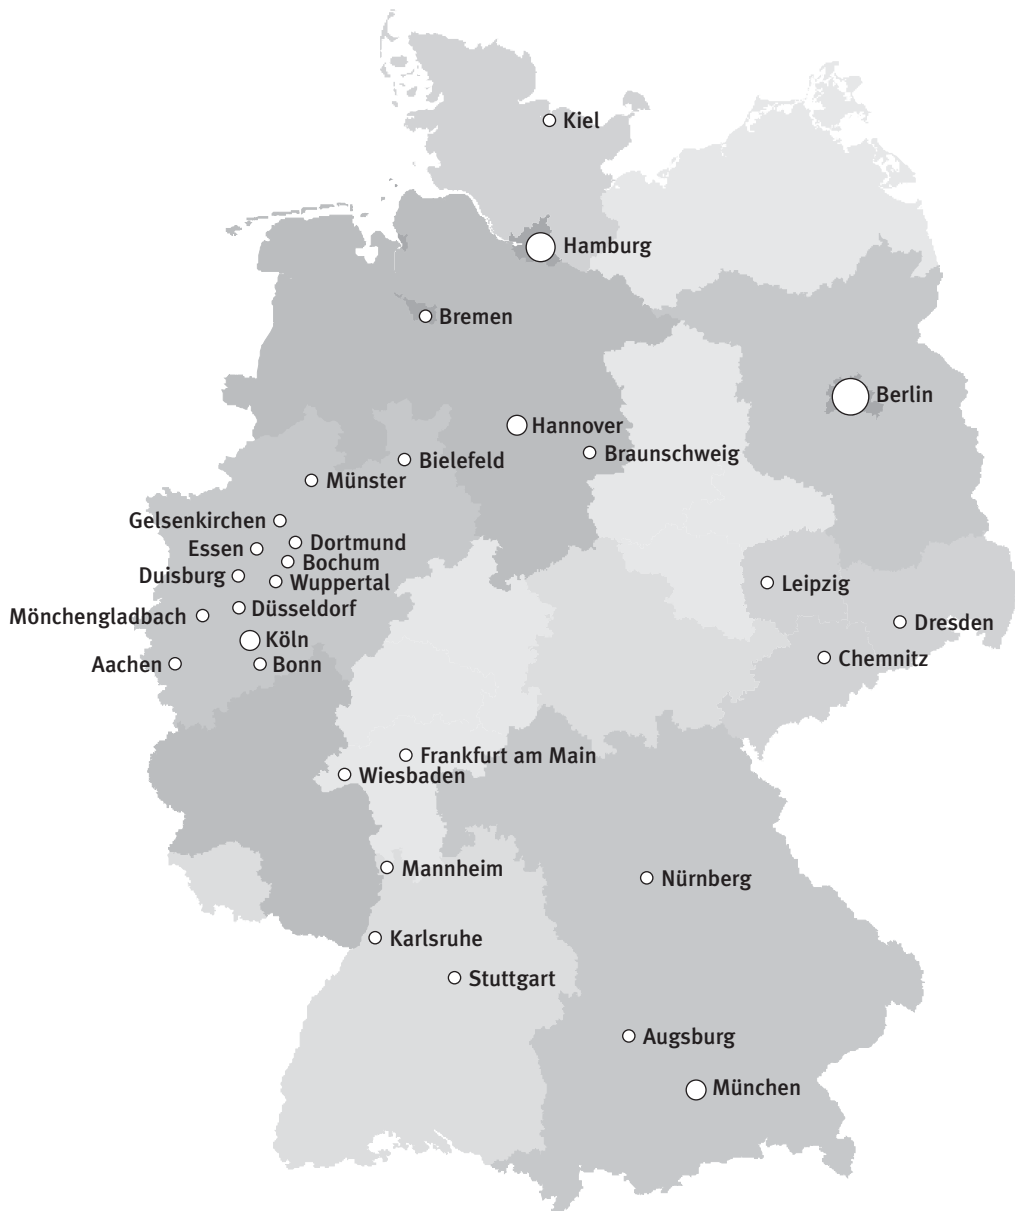 Kiel
Hamburg
Bremen
Berlin
Hannover
Braunschweig
Bielefeld
Münster
Gelsenkirchen
Dortmund
Essen
Bochum
Duisburg
Wuppertal
Leipzig
Düsseldorf
Mönchengladbach
Dresden
Köln
Chemnitz
Aachen
Bonn
Frankfurt am Main
Wiesbaden
Mannheim
Nürnberg
Karlsruhe
Stuttgart
Augsburg
München